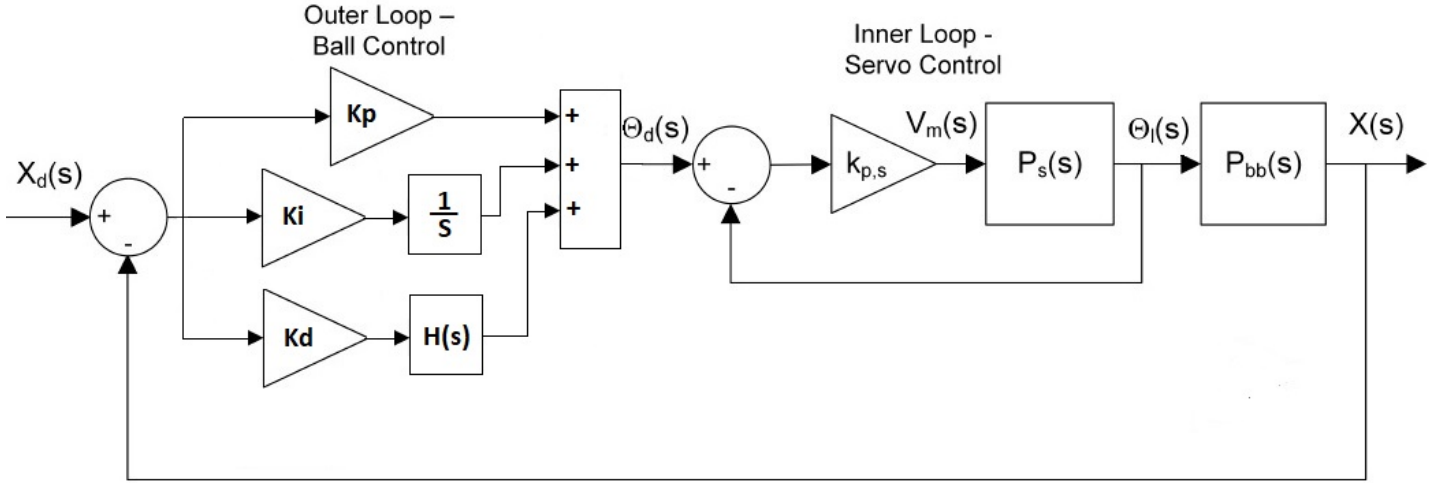 Outer Loop –
Ball Control
Inner Loop -
Servo Control
Kp
+
Θd(s)
Vm(s)
Θl(s)
X(s)
Xd(s)
+
+
kp,s
Ps(s)
Pbb(s)
-
+
Ki
1
S
+
-
Kd
H(s)